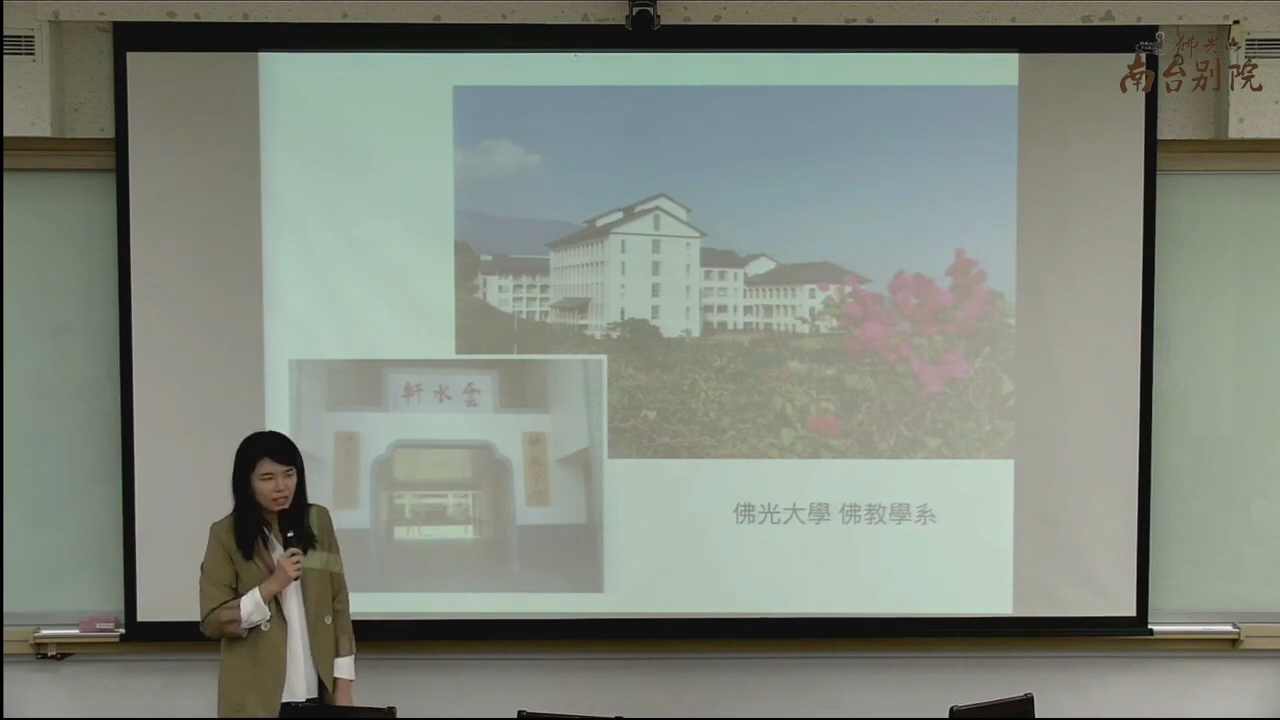 佛光山
南台別院
軒水雲
佛光大學 佛教學系